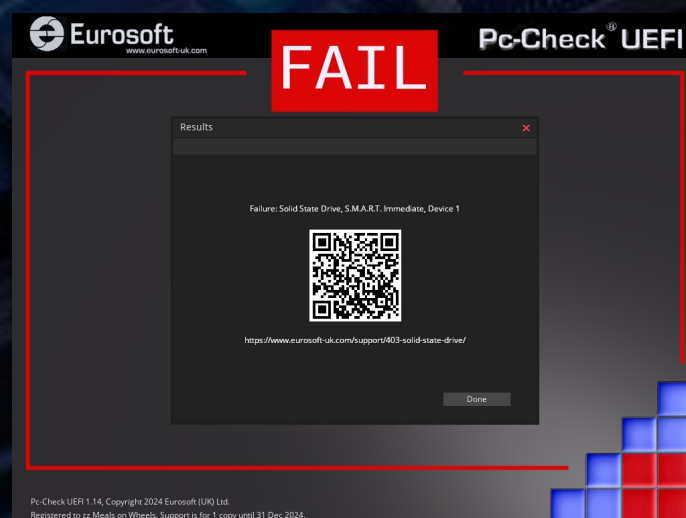 Eurosoft
www.eurosoft-uk.com
FAIL
Pc-Check® UEFI
Results
Failure: Solid State Drive, S.M.A.R.T. Immediate, Device 1
https://www.eurosoft-uk.com/support/403-solid-state-drive/
Done
Pc-Check UEFI 1.14, Copyright 2024 Eurosoft (UK) Ltd.
Registered to zz Meals on Wheels. Support is for 1 copy until 31 Dec 2024.